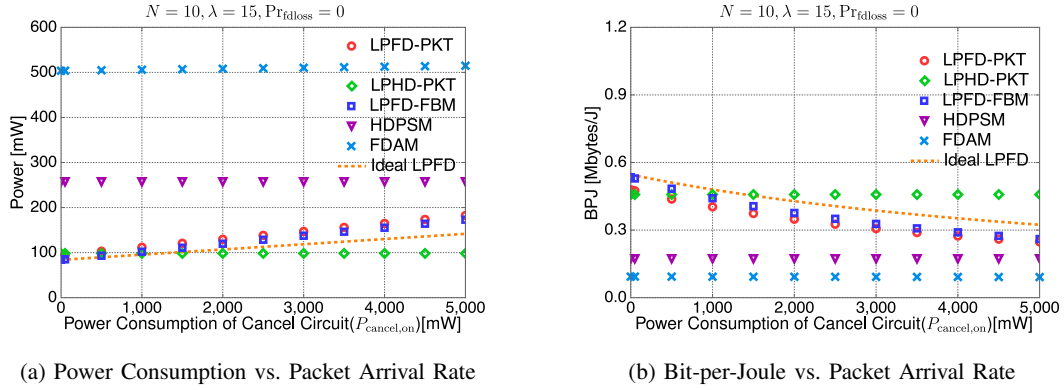 N = 10, λ = 15, Pr_fdloss = 0
600
500
400
300
200
100
0
Power [mW]
0
1,000
2,000
3,000
4,000
5,000
Power Consumption of Cancel Circuit(P_cancel,on)[mW]
LPFD-PKT
LPHD-PKT
LPFD-FBM
HDPSM
FDAM
Ideal LPFD
(a) Power Consumption vs. Packet Arrival Rate
N = 10, λ = 15, Pr_fdloss = 0
1.2
0.9
0.6
0.3
0.0
BPJ [Mbytes/J]
0
1,000
2,000
3,000
4,000
5,000
Power Consumption of Cancel Circuit(P_cancel,on)[mW]
LPFD-PKT
LPHD-PKT
LPFD-FBM
HDPSM
FDAM
Ideal LPFD
(b) Bit-per-Joule vs. Packet Arrival Rate